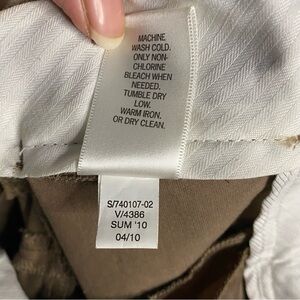 MACHINE
WASH COLD.
ONLY NON-
CHLORINE
BLEACH WHEN
NEEDED.
TUMBLE DRY
LOW.
WARM IRON.
OR DRY CLEAN.
S/740107-02
V/4386
SUM '10
04/10